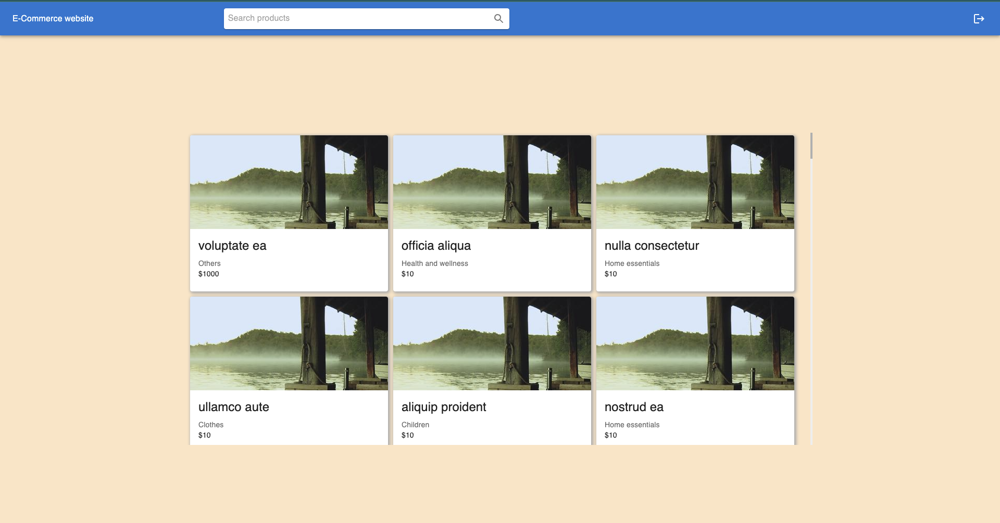 E-Commerce website
Search products
voluptate ea
Others
$1000
officia aliqua
Health and wellness
$10
nulla consectetur
Home essentials
$10
ullamco aute
Clothes
$10
aliquip proident
Children
$10
nostrud ea
Home essentials
$10